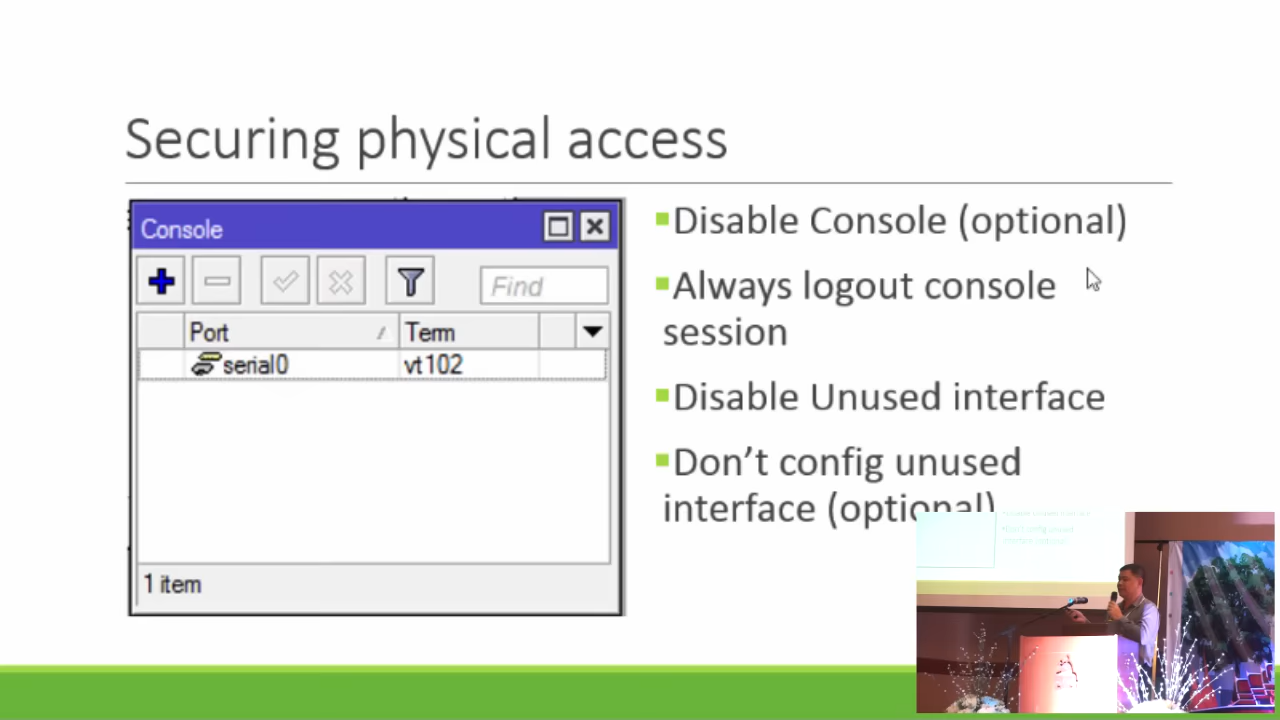 Securing physical access
Console
Find
Port
Term
serial0
vt102
1 item
Disable Console (optional)
Always logout console
session
Disable Unused interface
Don’t config unused
interface (optional)